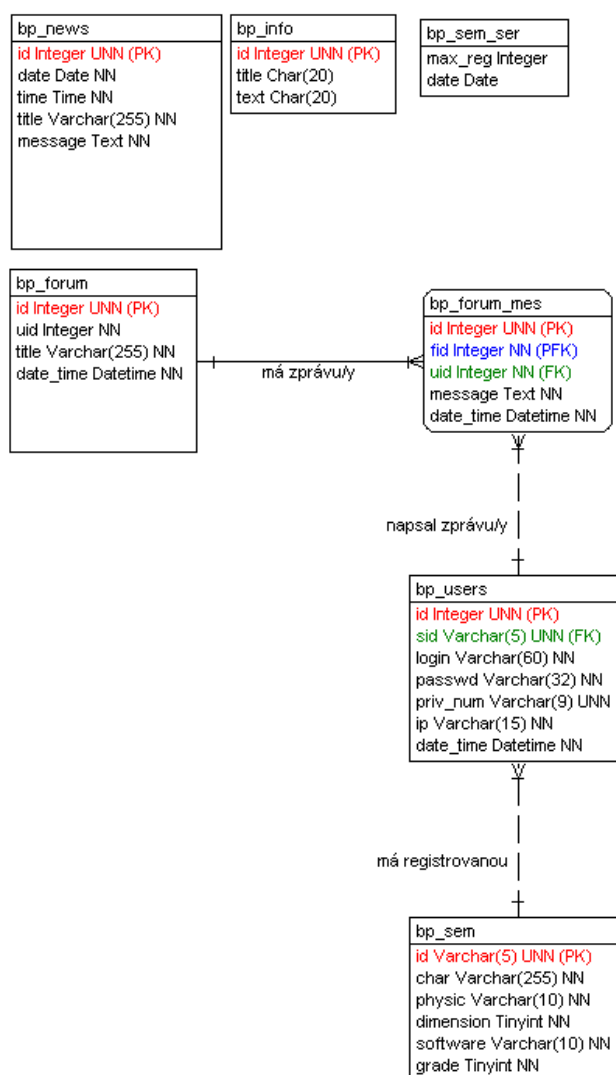 bp_news
id Integer UNN (PK)
date Date NN
time Time NN
title Varchar(255) NN
message Text NN
bp_info
id Integer UNN (PK)
title Char(20)
text Char(20)
bp_sem_ser
max_reg Integer
date Date
bp_forum
id Integer UNN (PK)
uid Integer NN
title Varchar(255) NN
date_time Datetime NN
má zprávu/y
bp_forum_mes
id Integer UNN (PK)
fid Integer NN (PFK)
uid Integer NN (FK)
message Text NN
date_time Datetime NN
napsal zprávu/y
bp_users
id Integer UNN (PK)
sid Varchar(5) UNN (FK)
login Varchar(60) NN
passwd Varchar(32) NN
priv_num Varchar(9) UNN
ip Varchar(15) NN
date_time Datetime NN
má registrovanou
bp_sem
id Varchar(5) UNN (PK)
char Varchar(255) NN
physic Varchar(10) NN
dimension Tinyint NN
software Varchar(10) NN
grade Tinyint NN